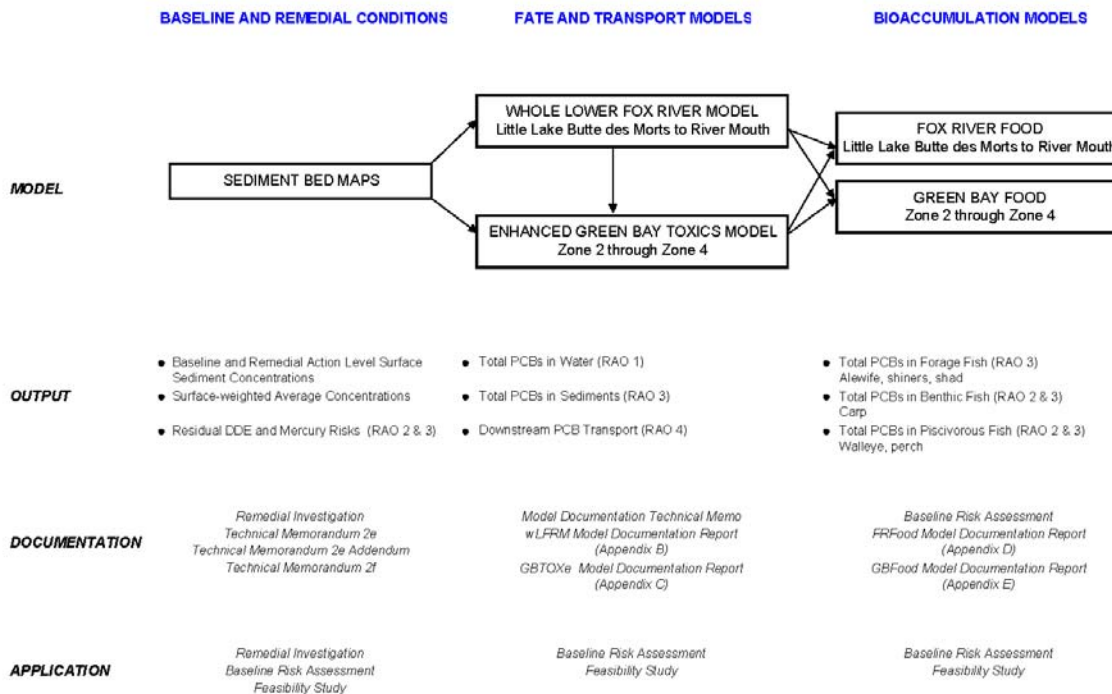 BASELINE AND REMEDIAL CONDITIONS
FATE AND TRANSPORT MODELS
BIOACCUMULATION MODELS
MODEL
SEDIMENT BED MAPS
WHOLE LOWER FOX RIVER MODEL
Little Lake Butte des Morts to River Mouth
ENHANCED GREEN BAY TOXICS MODEL
Zone 2 through Zone 4
FOX RIVER FOOD
Little Lake Butte des Morts to River Mouth
GREEN BAY FOOD
Zone 2 through Zone 4
OUTPUT
• Baseline and Remedial Action Level Surface
Sediment Concentrations
• Surface-weighted Average Concentrations
• Residual DDE and Mercury Risks (RAO 2 & 3)
• Total PCBs in Water (RAO 1)
• Total PCBs in Sediments (RAO 3)
• Downstream PCB Transport (RAO 4)
• Total PCBs in Forage Fish (RAO 3)
Alewife, shiners, shad
• Total PCBs in Benthic Fish (RAO 2 & 3)
Carp
• Total PCBs in Piscivorous Fish (RAO 2 & 3)
Walleye, perch
DOCUMENTATION
Remedial Investigation
Technical Memorandum 2e
Technical Memorandum 2e Addendum
Technical Memorandum 2f
Model Documentation Technical Memo
wLFRM Model Documentation Report
(Appendix B)
GBTOXe Model Documentation Report
(Appendix C)
Baseline Risk Assessment
FRFood Model Documentation Report
(Appendix D)
GBFood Model Documentation Report
(Appendix E)
APPLICATION
Remedial Investigation
Baseline Risk Assessment
Feasibility Study
Baseline Risk Assessment
Feasibility Study
Baseline Risk Assessment
Feasibility Study